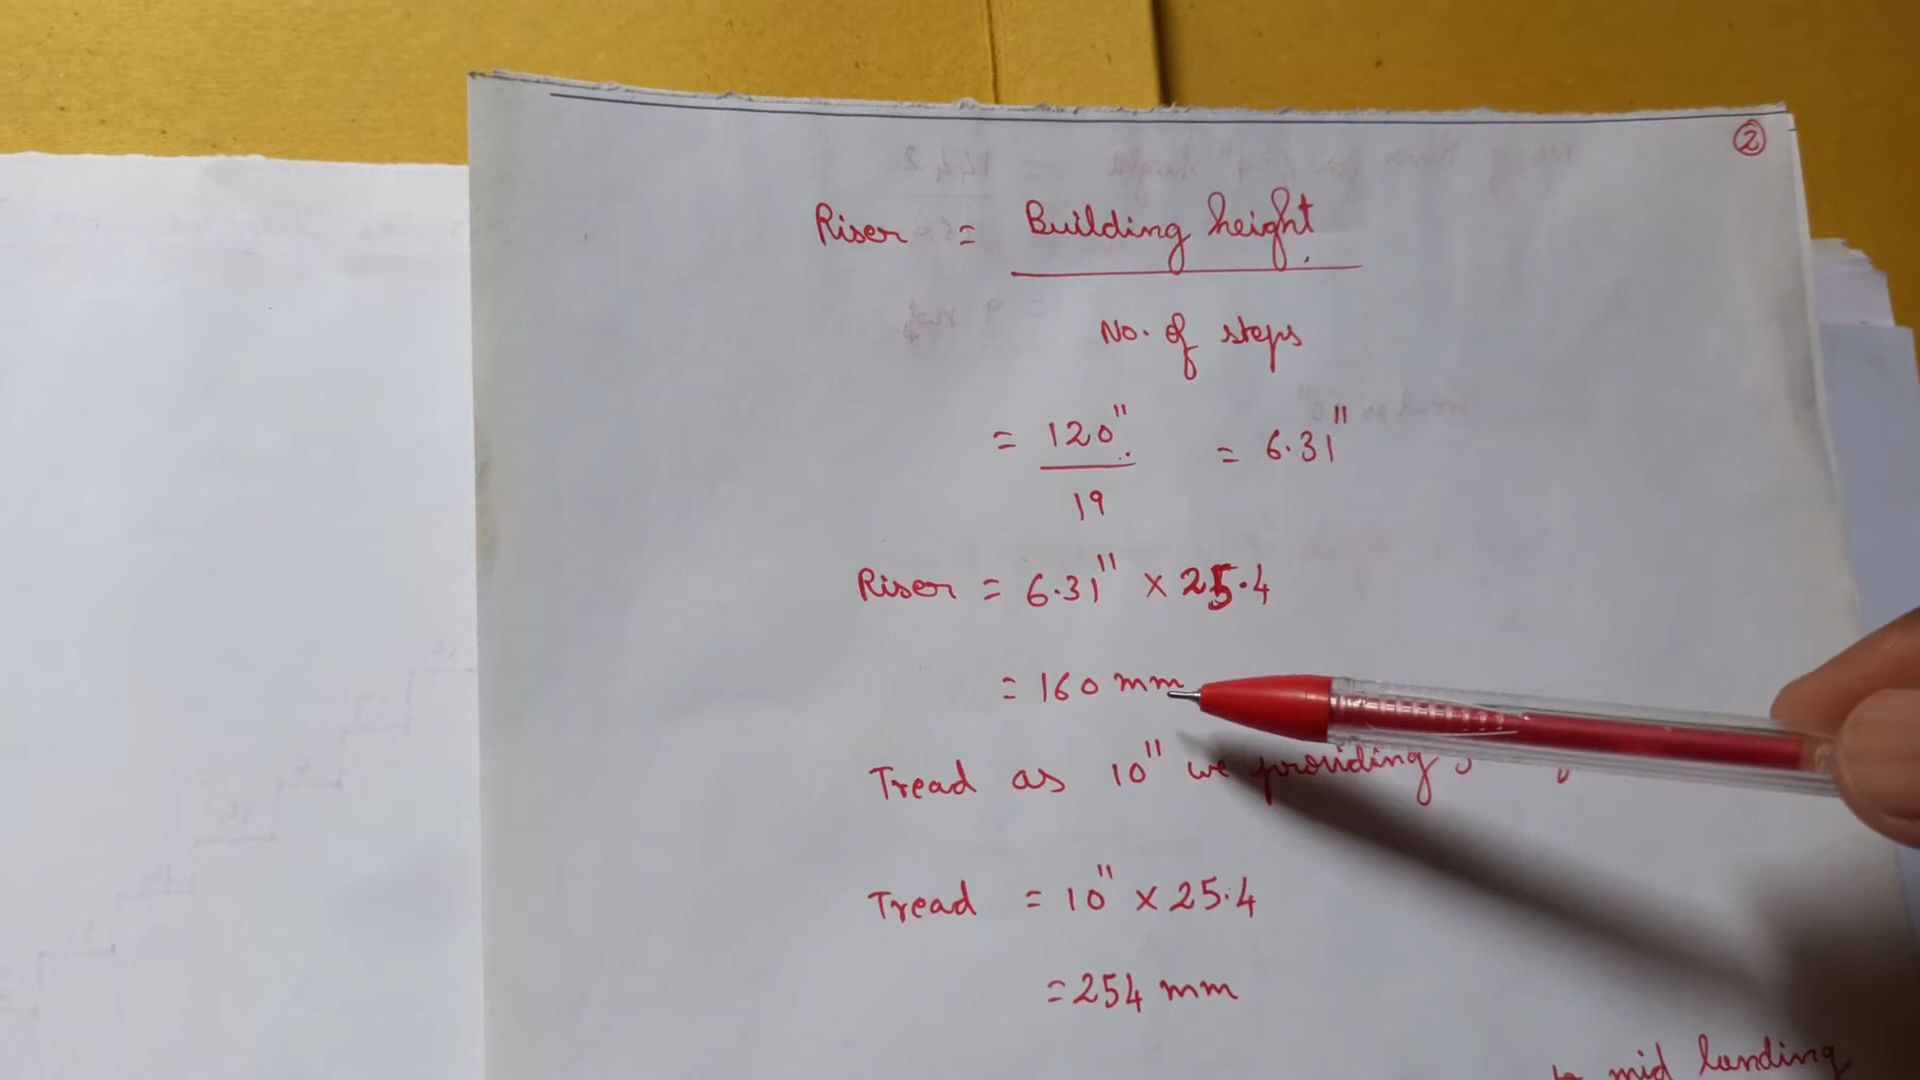 ②
Riser = Building height
No. of steps
= 120" = 6.31"
19
Riser = 6.31" x 25.4
= 160 mm
Tread as 10" we providing
Tread = 10" x 25.4
= 254 mm
to mid landing